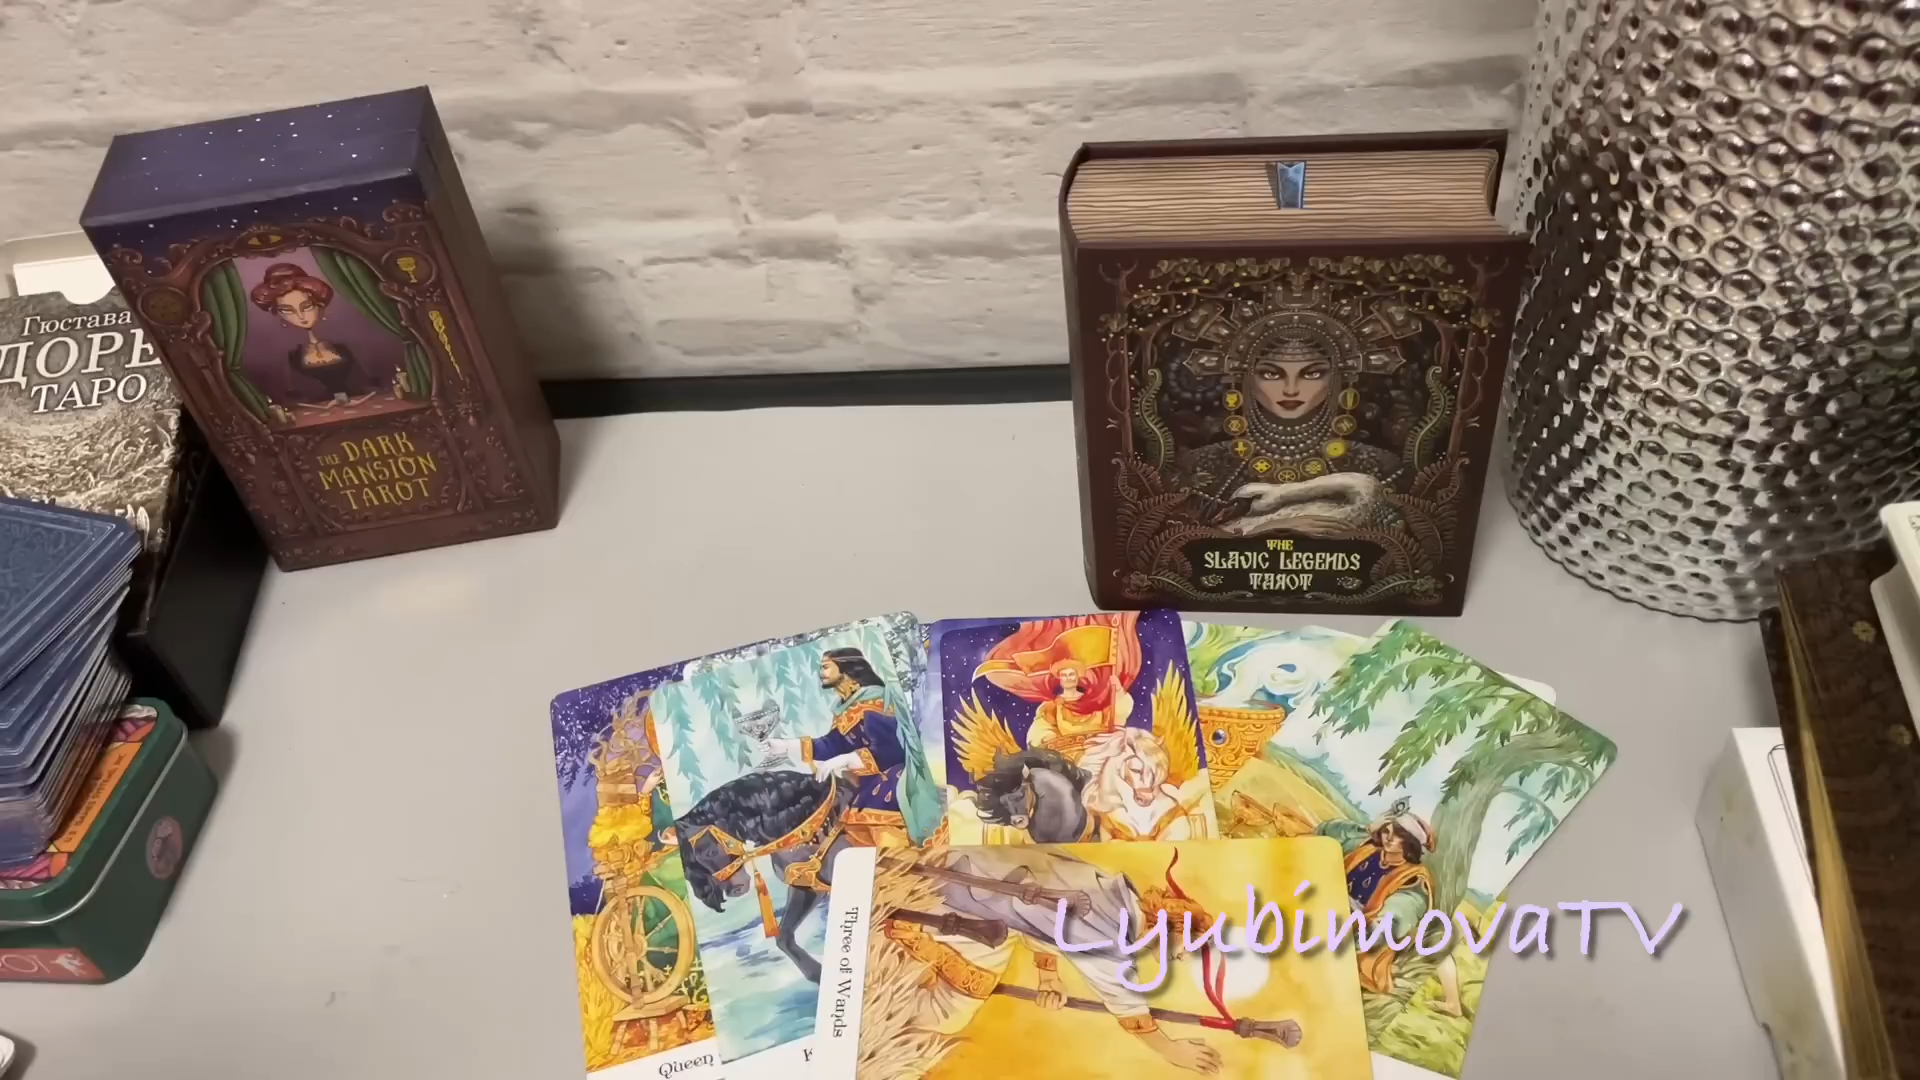 Гюстава
ДОРЕ
ТАРО
THE DARK
MANSION
TAROT
THE
SLAVIC LEGENDS
TAROT
Three of Wands
Queen
LyubimovaTV